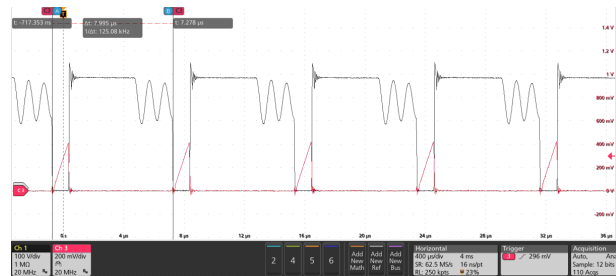 C3 A
B C3
t: -717.353 ns
Δt: 7.995 µs
1/Δt: 125.08 kHz
t: 7.278 µs
1.4 V
1.2 V
1 V
800 mV
600 mV
400 mV
200 mV
0 V
-200 mV
C3
0 s
4 µs
8 µs
12 µs
16 µs
20 µs
24 µs
28 µs
32 µs
36 µs
Ch 1
100 V/div
1 MΩ
20 MHz
Ch 3
200 mV/div
20 MHz
2 4 5 6
Add New Math
Add New Ref
Add New Bus
Horizontal
400 µs/div 4 ms
SR: 62.5 MS/s 16 ns/pt
RL: 250 kpts 23%
Trigger
3 296 mV
Acquisition
Auto,
Sample: 12 bits
110 Acqs